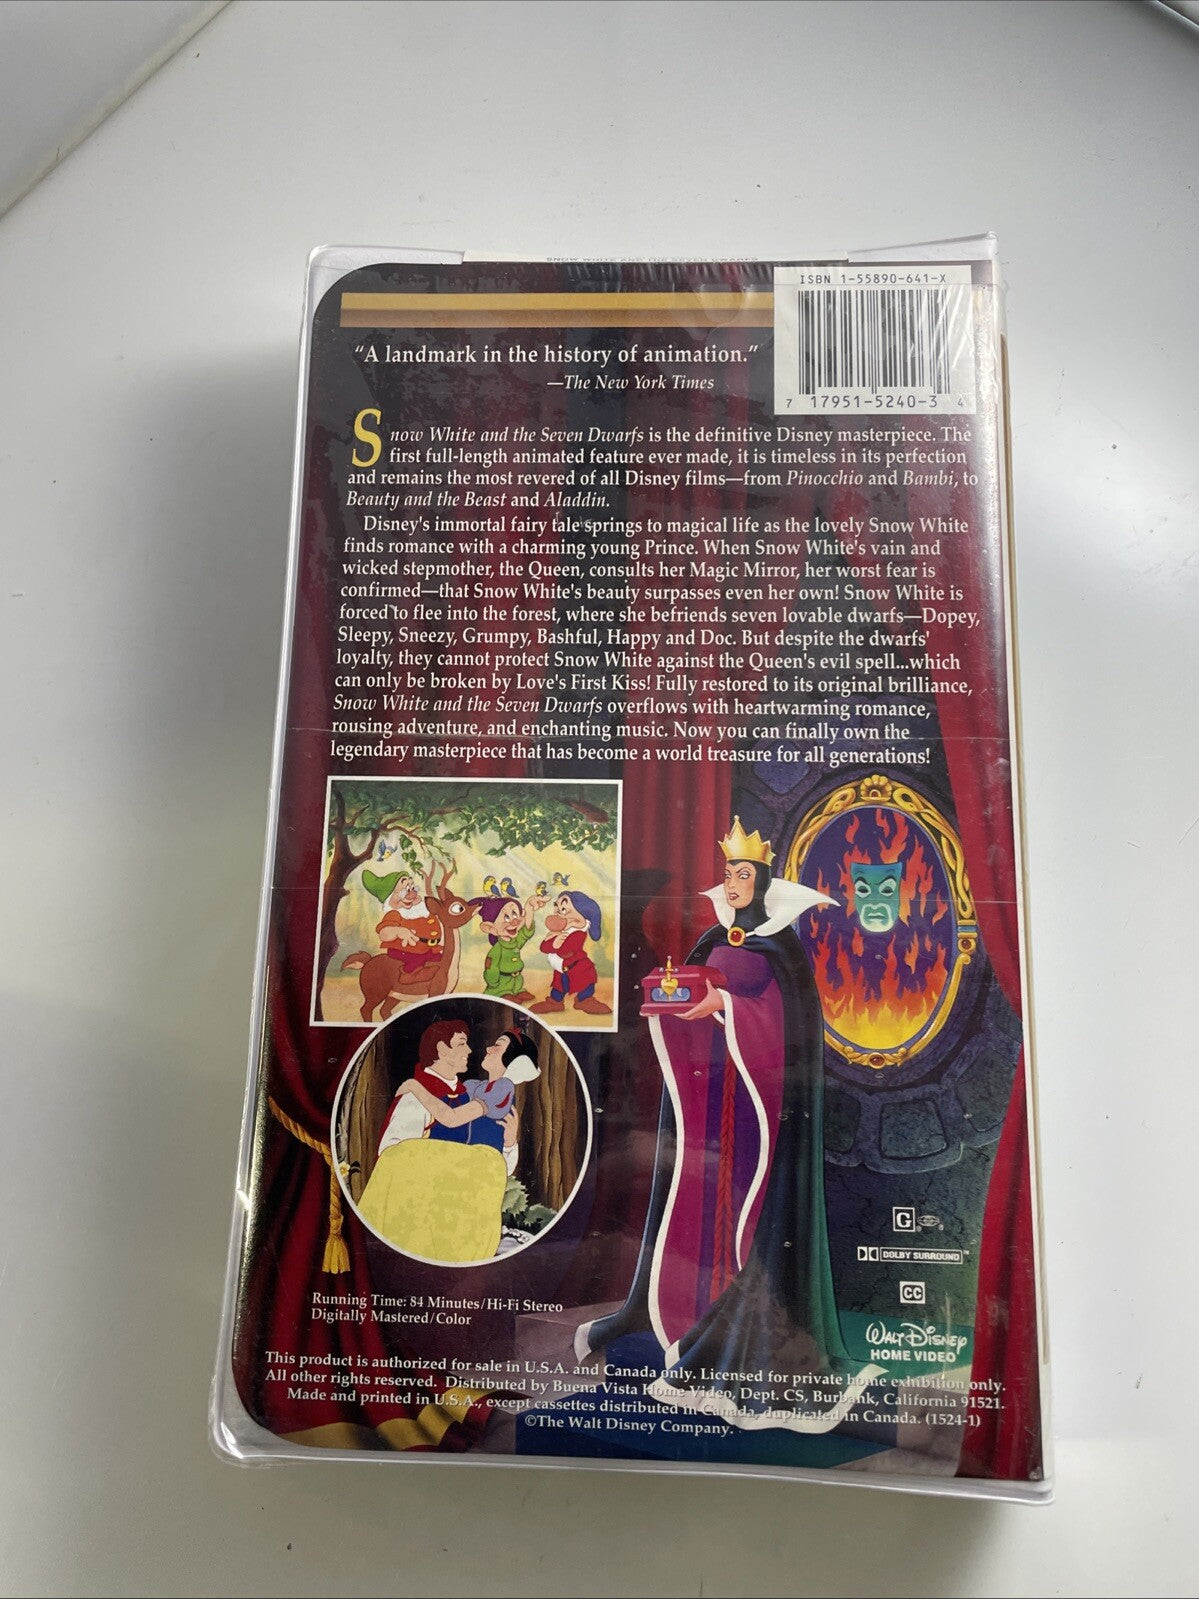 SNOW WHITE AND THE SEVEN DWARFS
ISBN 1-55890-641-X
7 17951-5240-3 4
“A landmark in the history of animation.”
—The New York Times
Snow White and the Seven Dwarfs is the definitive Disney masterpiece. The
first full-length animated feature ever made, it is timeless in its perfection
and remains the most revered of all Disney films—from Pinocchio and Bambi, to
Beauty and the Beast and Aladdin.
Disney's immortal fairy tale springs to magical life as the lovely Snow White
finds romance with a charming young Prince. When Snow White's vain and
wicked stepmother, the Queen, consults her Magic Mirror, her worst fear is
confirmed—that Snow White's beauty surpasses even her own! Snow White is
forced to flee into the forest, where she befriends seven lovable dwarfs—Dopey,
Sleepy, Sneezy, Grumpy, Bashful, Happy and Doc. But despite the dwarfs'
loyalty, they cannot protect Snow White against the Queen's evil spell...which
can only be broken by Love's First Kiss! Fully restored to its original brilliance,
Snow White and the Seven Dwarfs overflows with heartwarming romance,
rousing adventure, and enchanting music. Now you can finally own the
legendary masterpiece that has become a world treasure for all generations!
G ®
DOLBY SURROUND™
CC
Running Time: 84 Minutes/Hi-Fi Stereo
Digitally Mastered/Color
WALT DISNEY
HOME VIDEO
This product is authorized for sale in U.S.A. and Canada only. Licensed for private home exhibition only.
All other rights reserved. Distributed by Buena Vista Home Video, Dept. CS, Burbank, California 91521.
Made and printed in U.S.A., except cassettes distributed in Canada, duplicated in Canada. (1524-1)
©The Walt Disney Company.